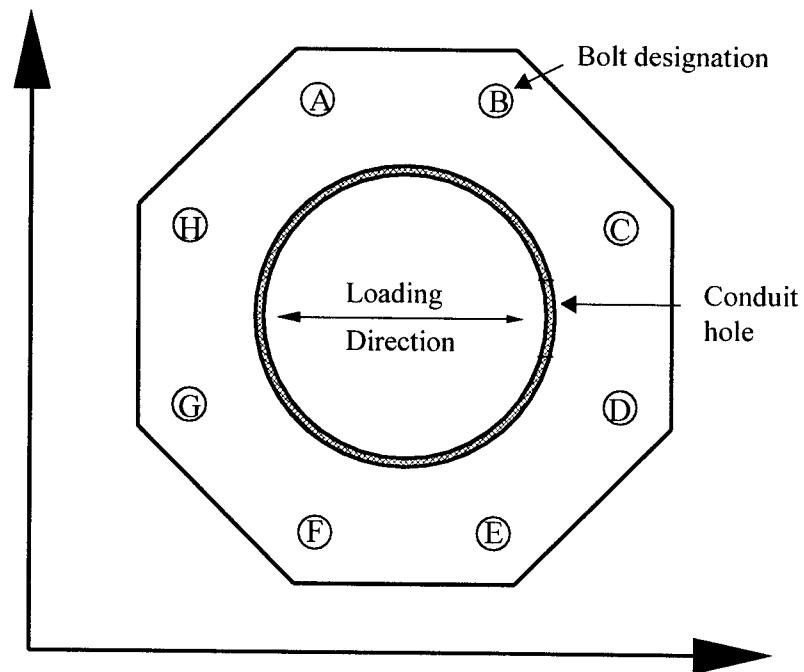 Bolt designation
A
B
H
C
Loading
Direction
Conduit
hole
G
D
F
E